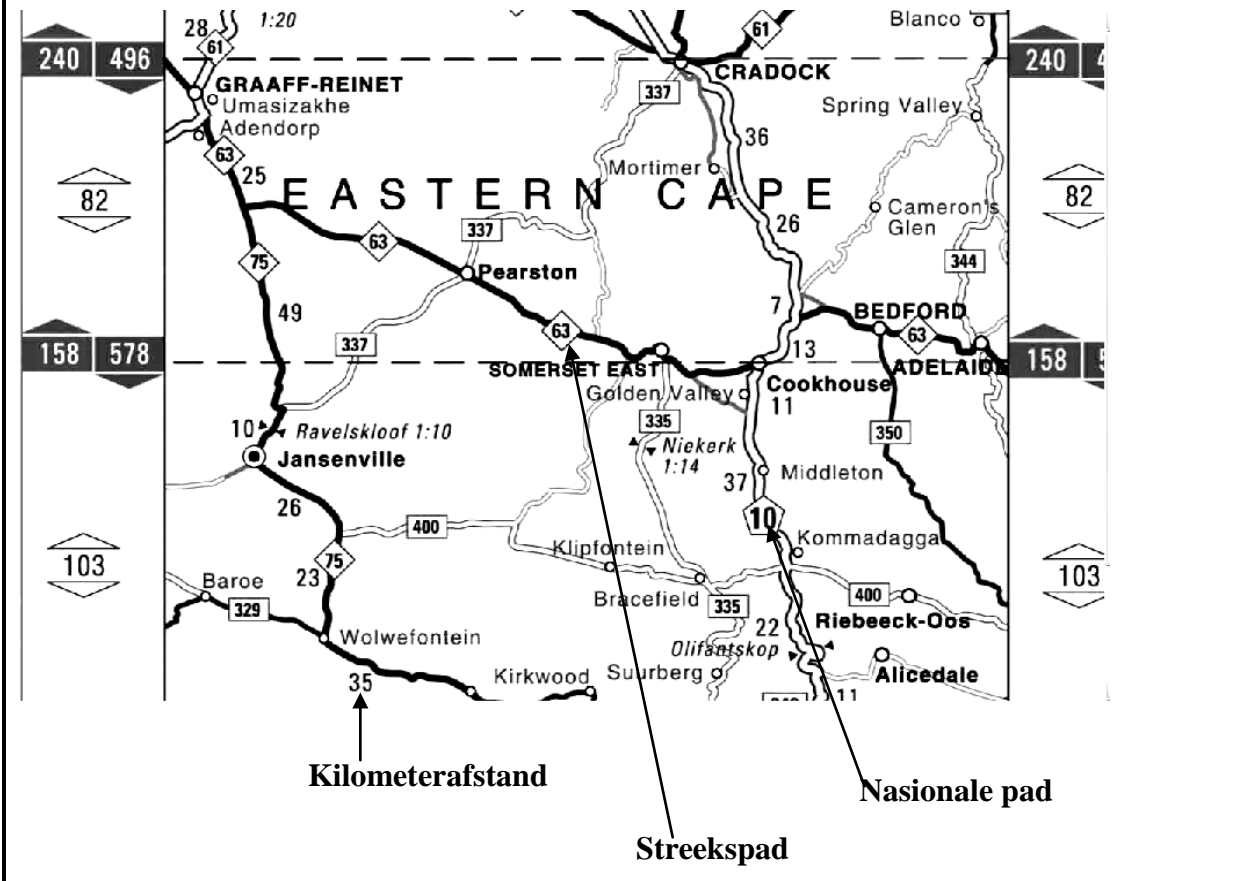 28
1:20
61
61
Blanco
240 496
240 4
GRAAFF-REINET
CRADOCK
Umasizakhe
337
Spring Valley
Adendorp
36
63
25
Mortimer
82
82
EASTERN CAPE
Cameron's
Glen
26
337
63
75
Pearston
344
49
7
BEDFORD
63
63
337
158 578
13
158 5
SOMERSET EAST
ADELAIDE
Cookhouse
Golden Valley
11
10
Ravelskloof 1:10
335
350
Niekerk
1:14
Jansenville
Middleton
37
26
10
400
Kommadagga
Klipfontein
75
103
103
23
Baroe
Bracefield
400
329
335
Riebeeck-Oos
22
Wolwefontein
Olifantskop
Kirkwood
Suurberg
Alicedale
35
11
Kilometerafstand
Nasionale pad
Streekspad